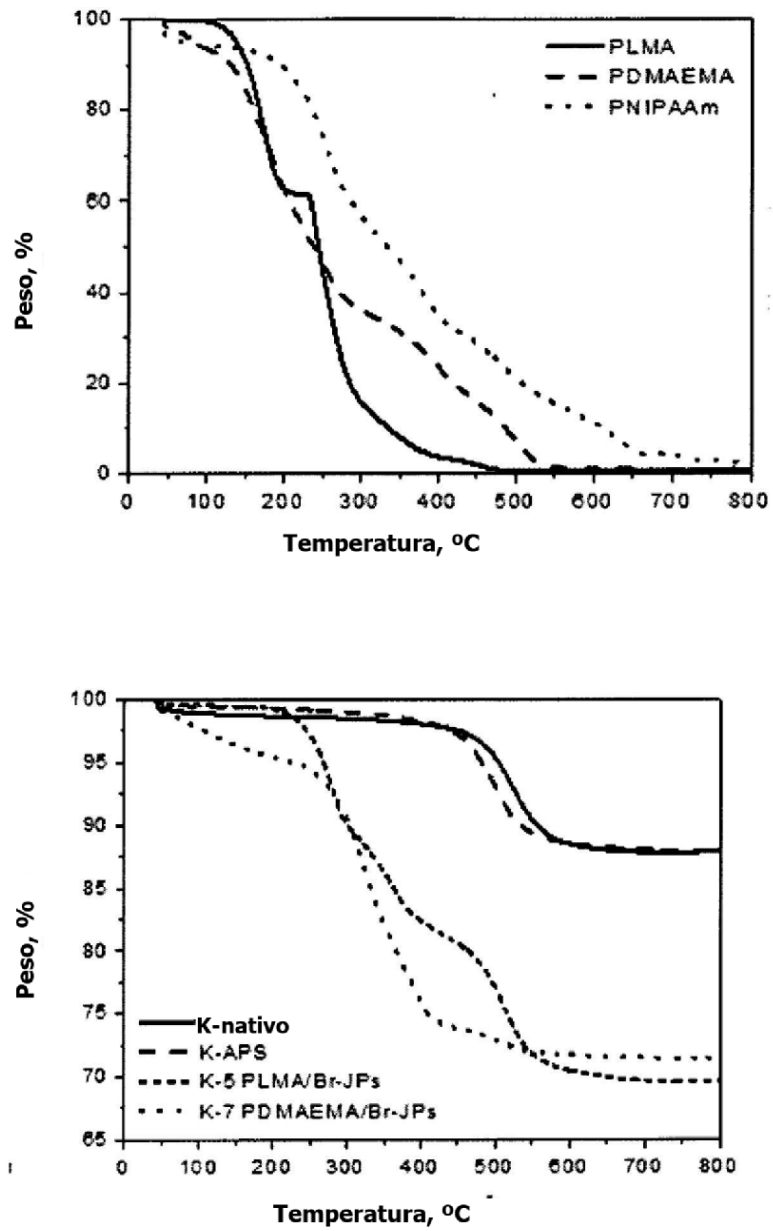 100
PLMA
PDMAEMA
PNIPAAm
80
60
40
20
0
Peso, %
0 100 200 300 400 500 600 700 800
Temperatura, ºC
100
95
90
85
80
75
70
65
Peso, %
K-nativo
K-APS
K-5 PLMA/Br-JPs
K-7 PDMAEMA/Br-JPs
0 100 200 300 400 500 600 700 800
Temperatura, ºC